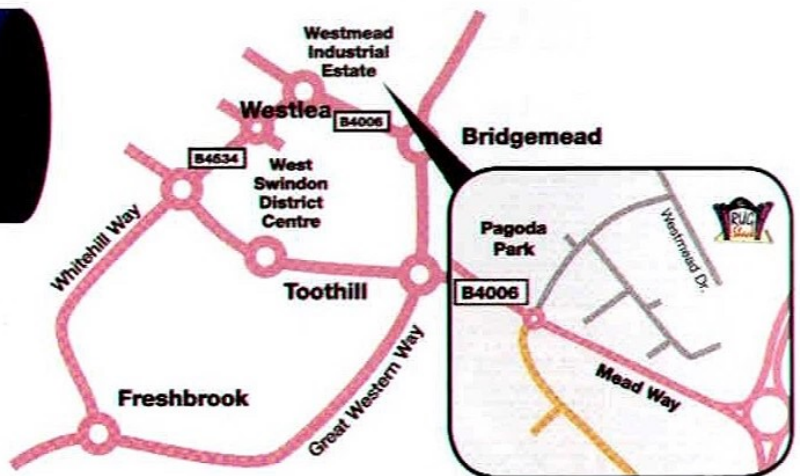 Westmead
Industrial
Estate
Westlea
B4006
Bridgemead
B4534
West
Swindon
District
Centre
Whitehill Way
Toothill
Great Western Way
Freshbrook
Pagoda
Park
Westmead Dr.
RUG
B4006
Mead Way